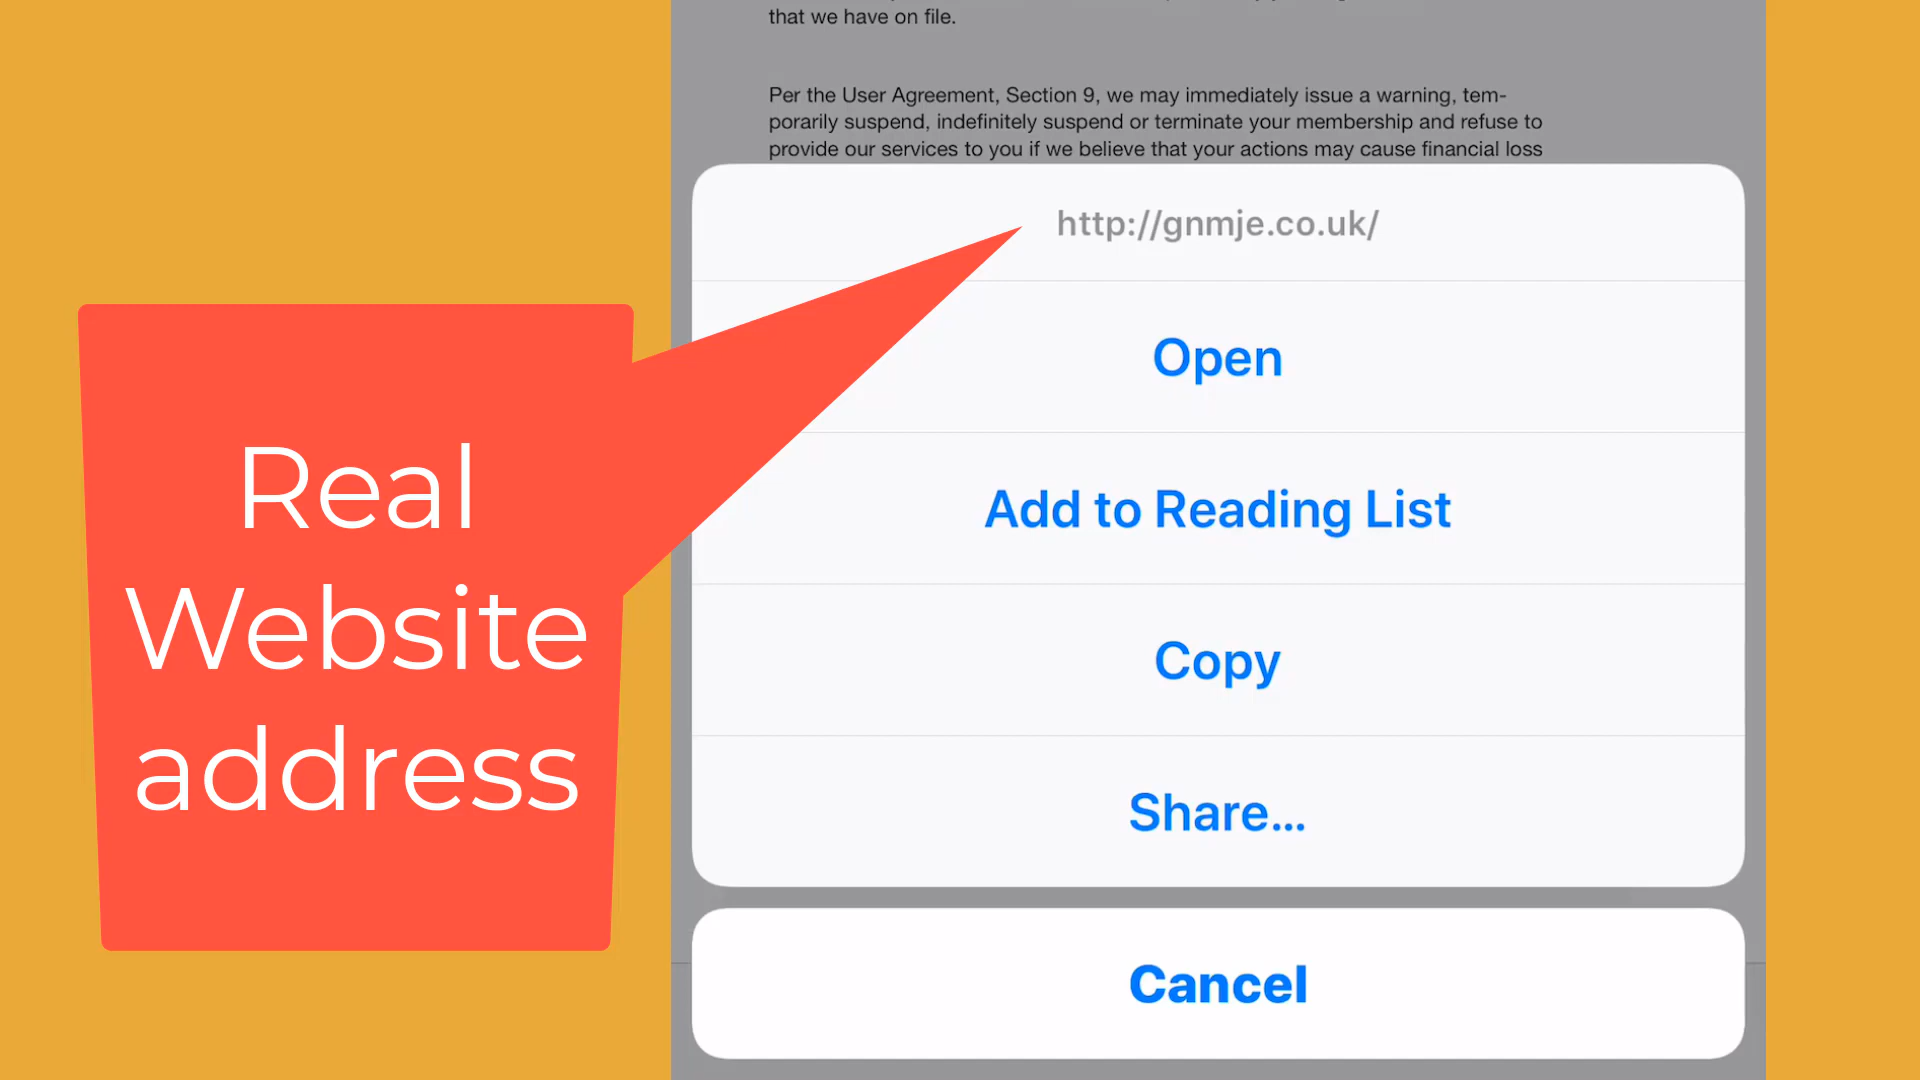 that we have on file.
Per the User Agreement, Section 9, we may immediately issue a warning, tem-
porarily suspend, indefinitely suspend or terminate your membership and refuse to
provide our services to you if we believe that your actions may cause financial loss
http://gnmje.co.uk/
Open
Add to Reading List
Copy
Share...
Cancel
Real
Website
address